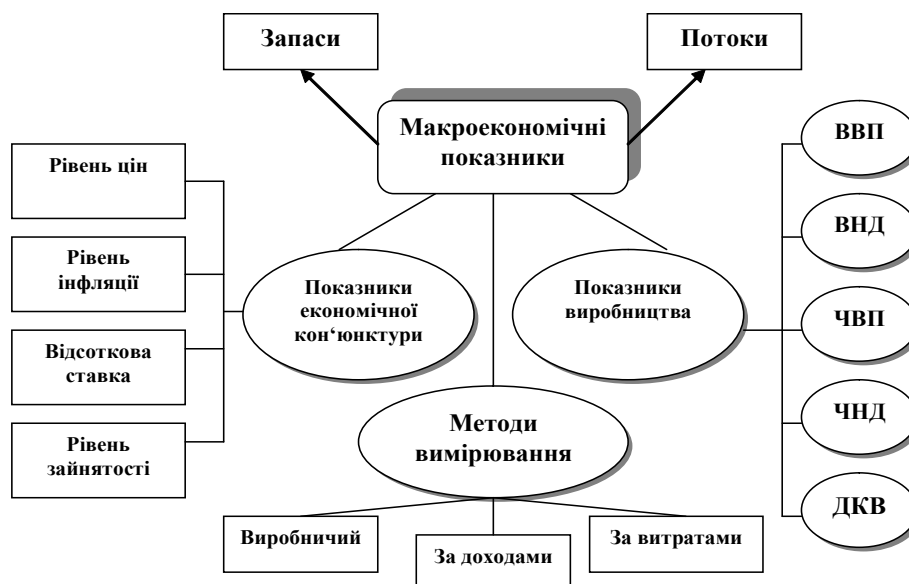 Запаси
Потоки
Макроекономічні
показники
Рівень цін
Рівень
інфляції
Відсоткова
ставка
Рівень
зайнятості
Показники
економічної
кон‘юнктури
Показники
виробництва
ВВП
ВНД
ЧВП
ЧНД
ДКВ
Методи
вимірювання
Виробничий
За доходами
За витратами